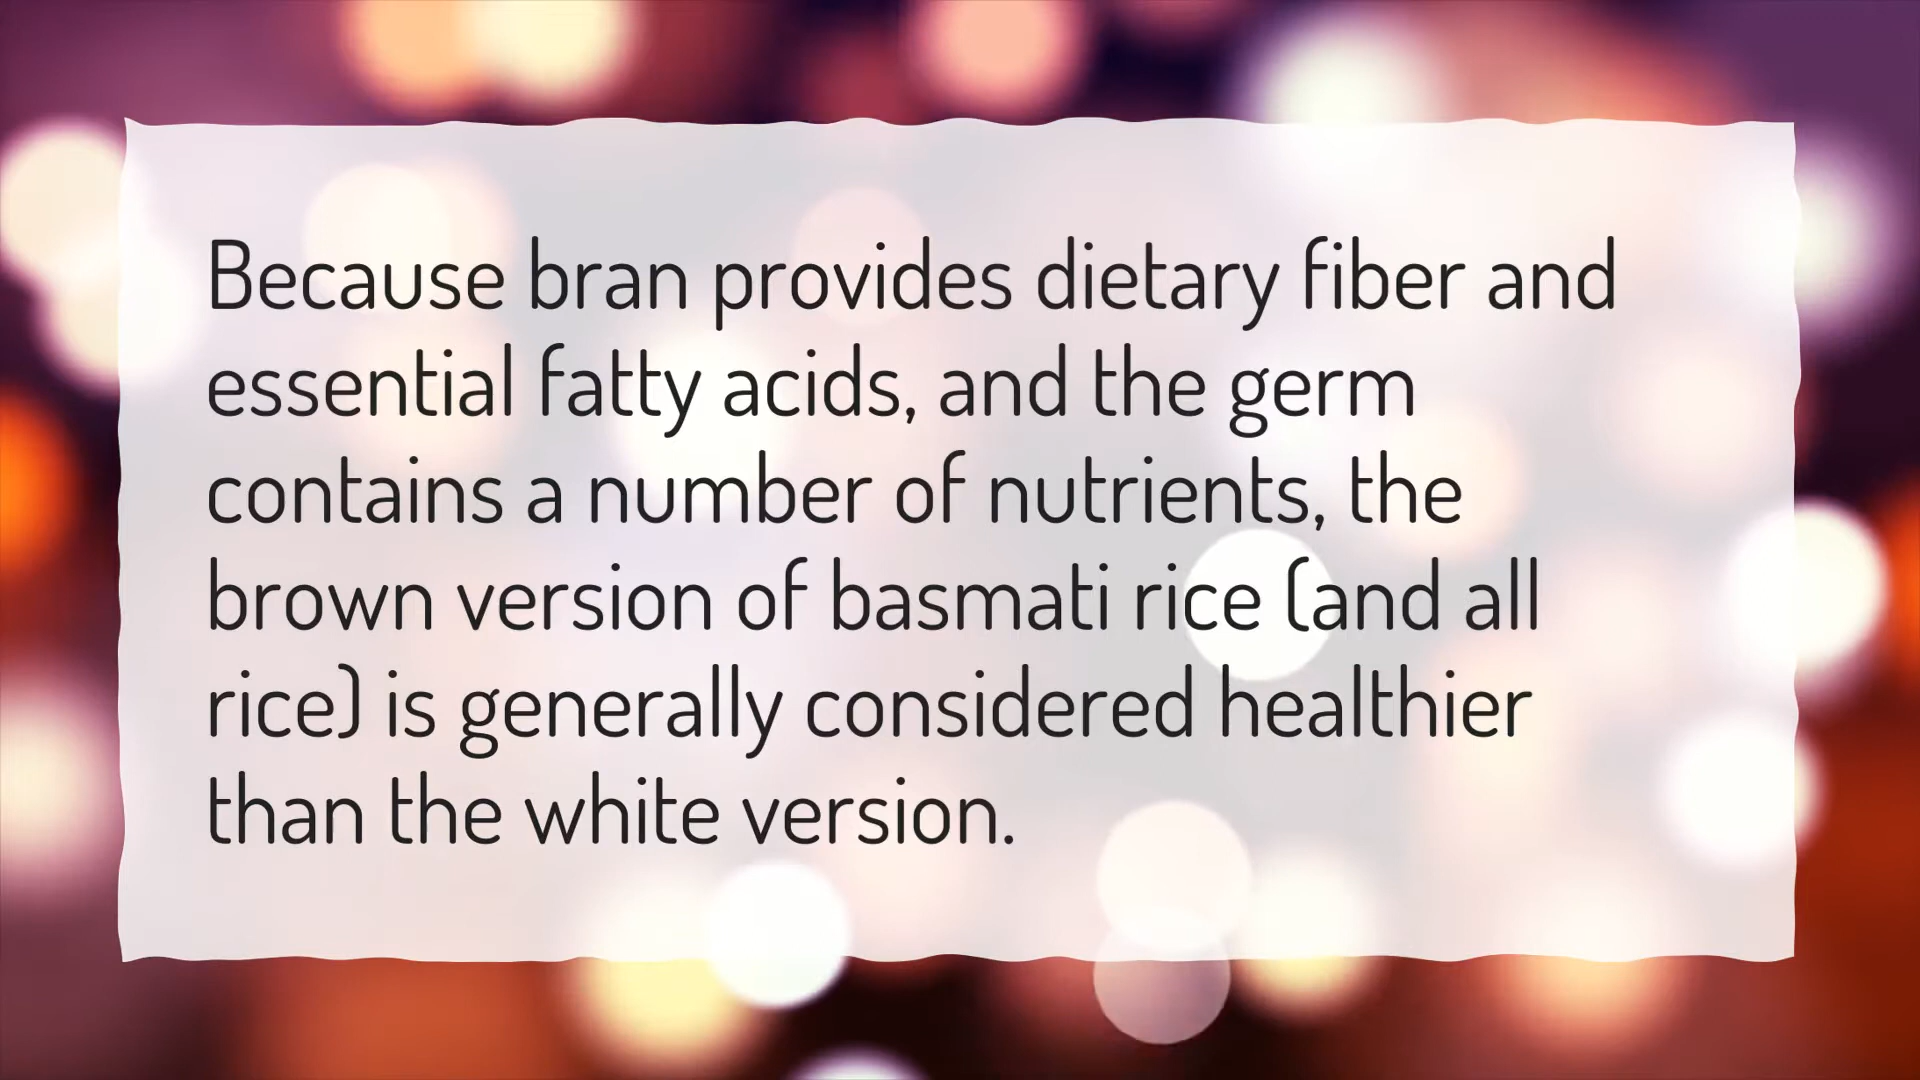 Because bran provides dietary fiber and
essential fatty acids, and the germ
contains a number of nutrients, the
brown version of basmati rice (and all
rice) is generally considered healthier
than the white version.